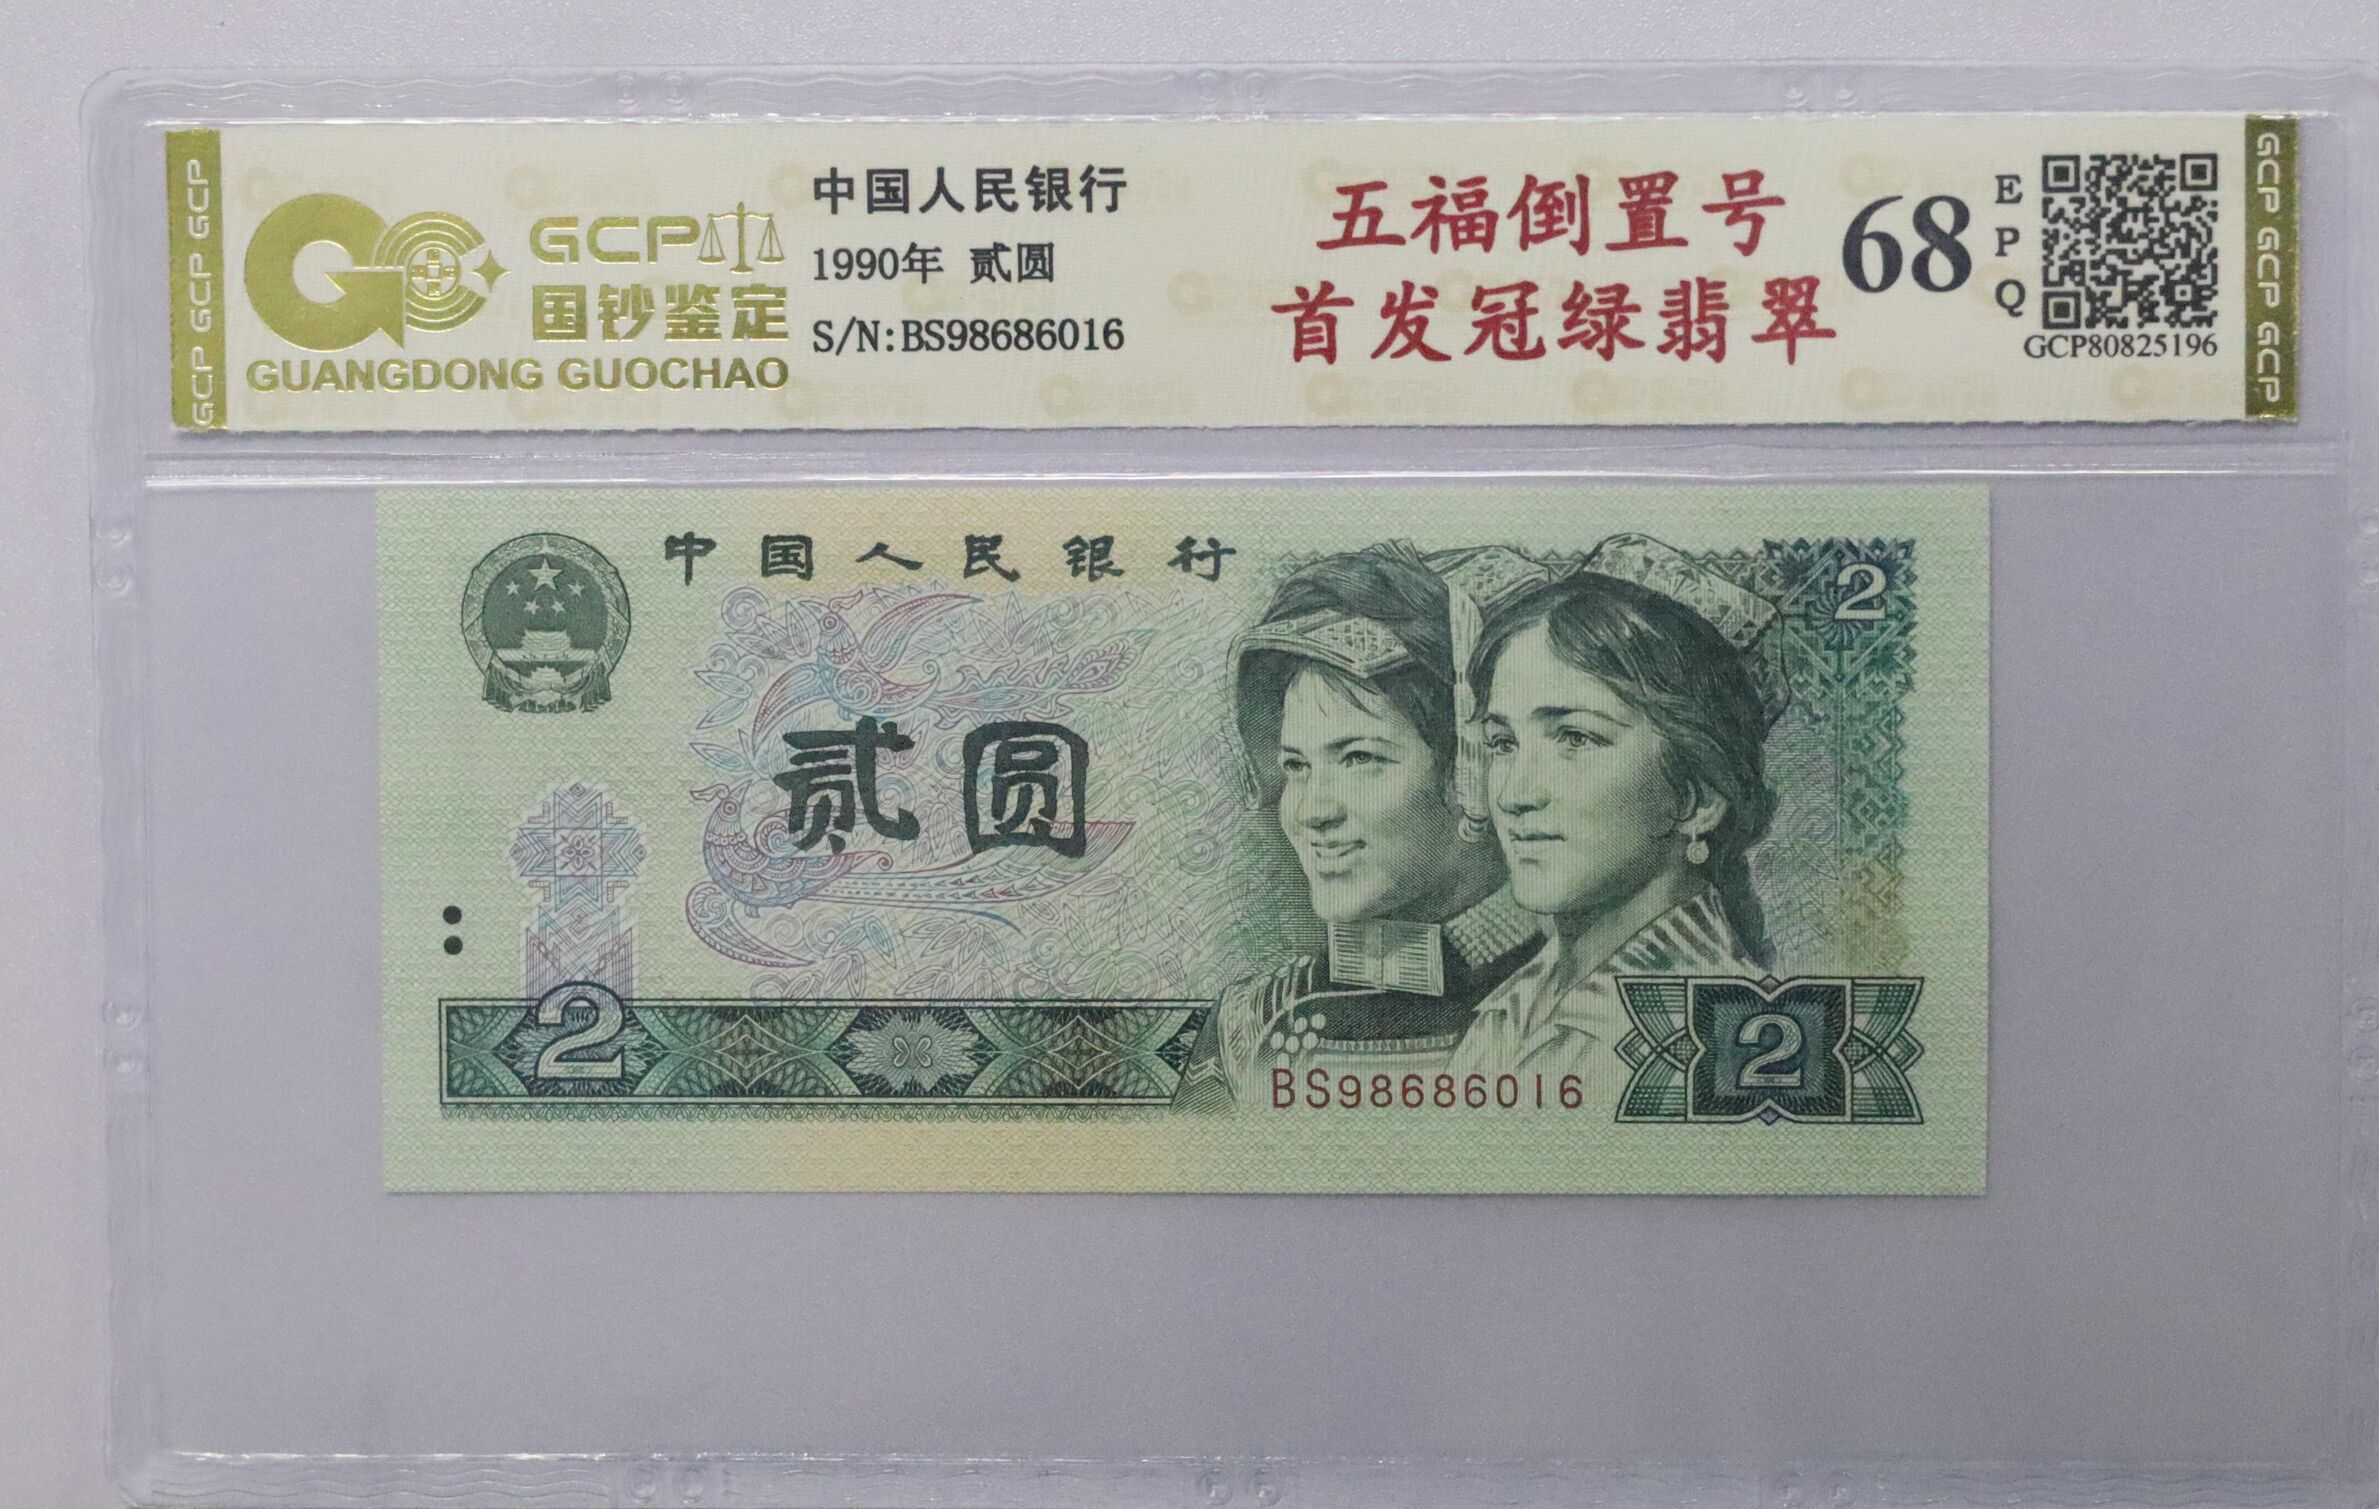 GCP GCP GCP
GCP
国钞鉴定
GUANGDONG GUOCHAO
中国人民银行
1990年 贰圆
S/N:BS98686016
五福倒置号
首发冠绿翡翠
68
EPQ
GCP80825196
GCP GCP GCP
中国人民银行
2
贰圆
2
2
BS98686016